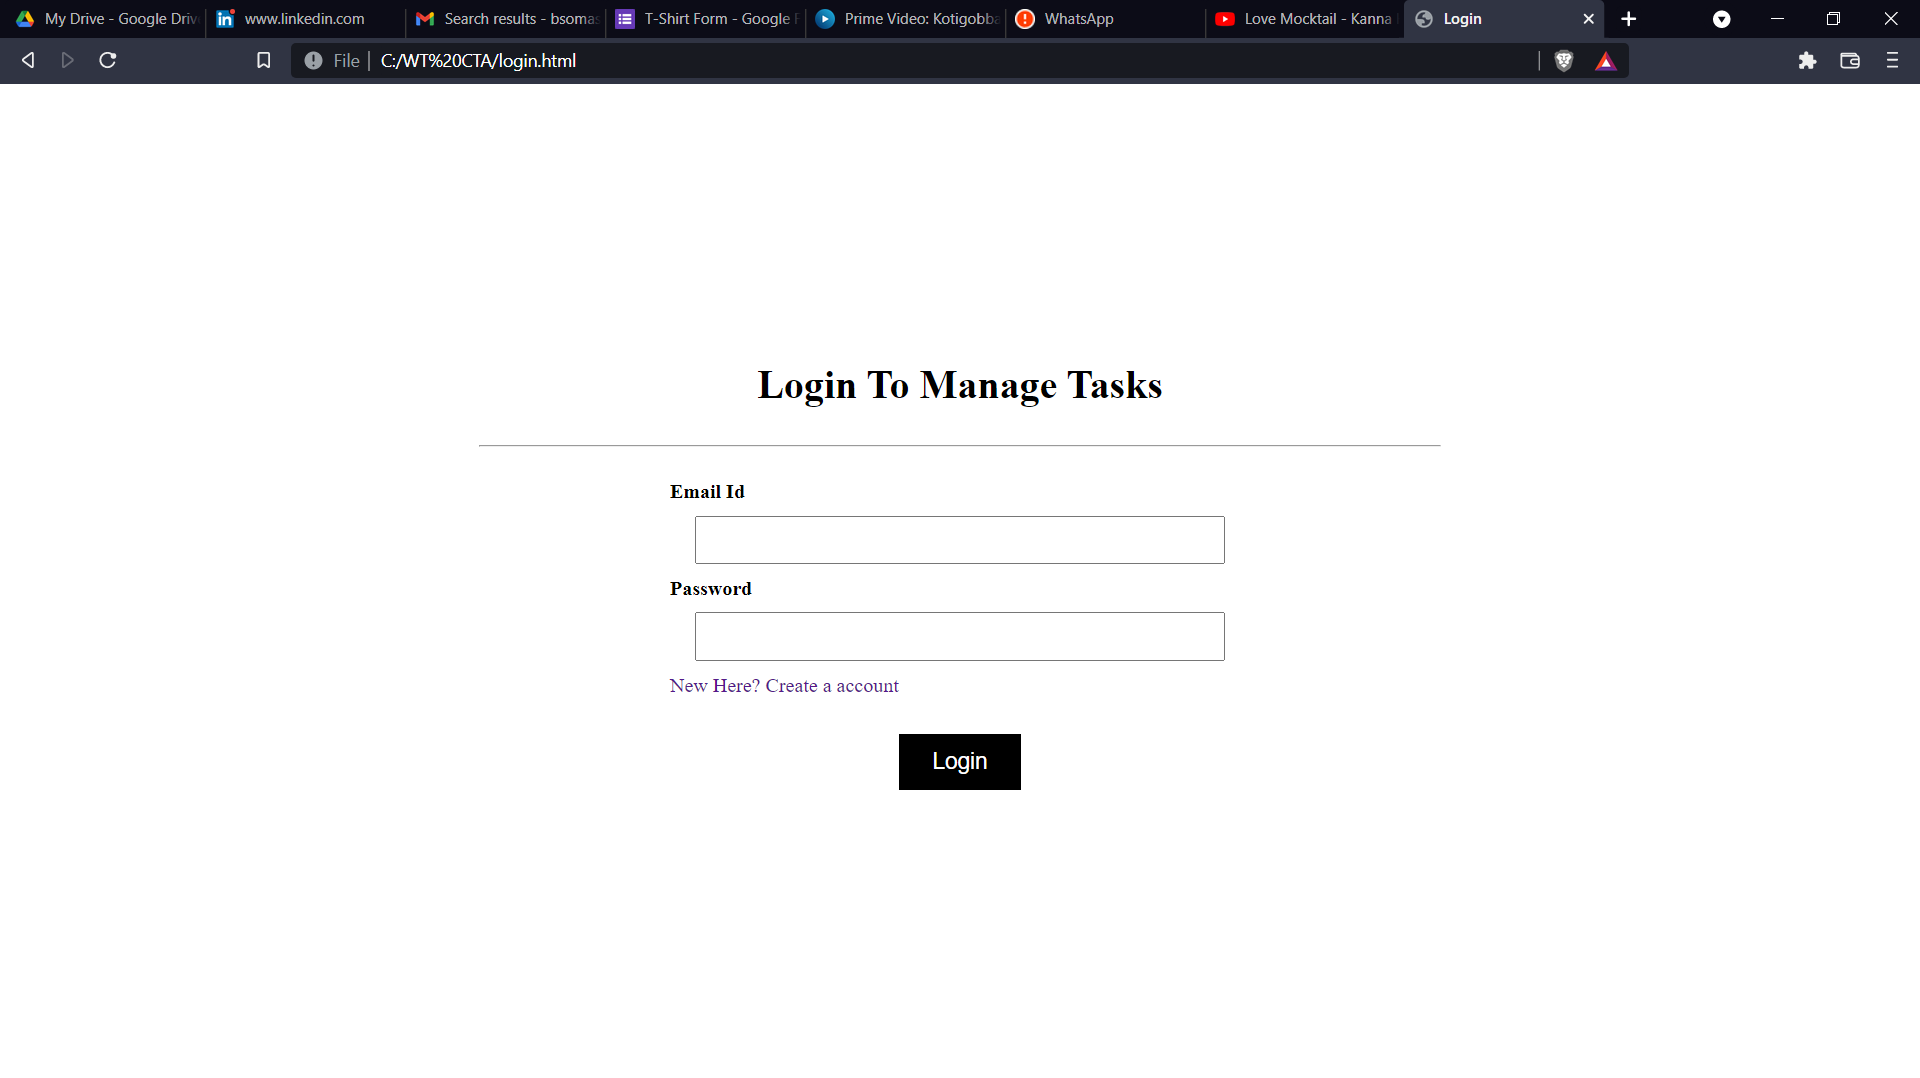 My Drive - Google Driv
www.linkedin.com
Search results - bsomas
T-Shirt Form - Google F
Prime Video: Kotigobba
WhatsApp
Love Mocktail - Kanna
Login
File
C:/WT%20CTA/login.html
Login To Manage Tasks
Email Id
Password
New Here? Create a account
Login